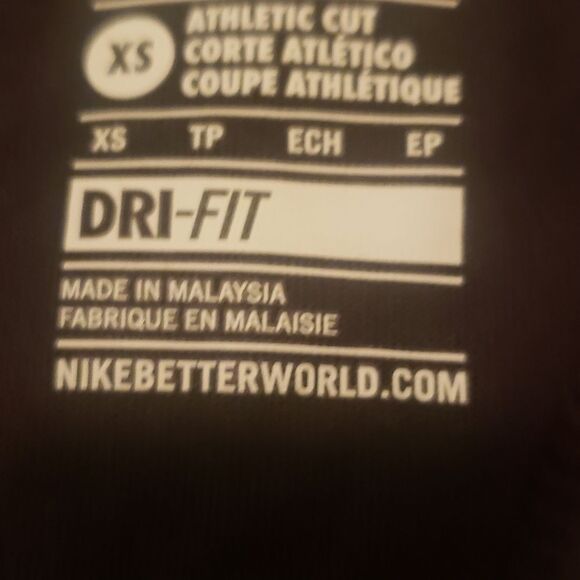 XS
ATHLETIC CUT
CORTE ATLÉTICO
COUPE ATHLÉTIQUE
XS TP ECH EP
DRI-FIT
MADE IN MALAYSIA
FABRIQUE EN MALAISIE
NIKEBETTERWORLD.COM